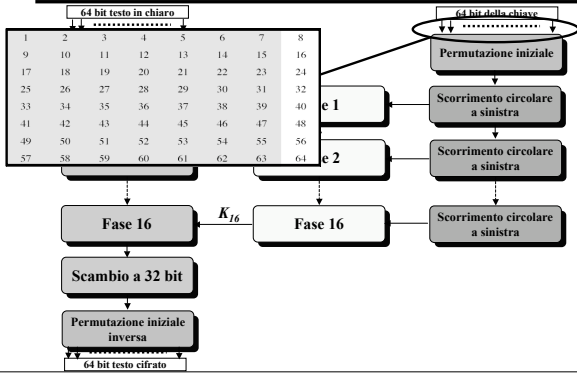 64 bit testo in chiaro
64 bit della chiave
1 2 3 4 5 6 7 8
9 10 11 12 13 14 15 16
17 18 19 20 21 22 23 24
25 26 27 28 29 30 31 32
33 34 35 36 37 38 39 40
41 42 43 44 45 46 47 48
49 50 51 52 53 54 55 56
57 58 59 60 61 62 63 64
Permutazione iniziale
e 1
Scorrimento circolare
a sinistra
e 2
Scorrimento circolare
a sinistra
Fase 16
K16
Fase 16
Scorrimento circolare
a sinistra
Scambio a 32 bit
Permutazione iniziale
inversa
64 bit testo cifrato